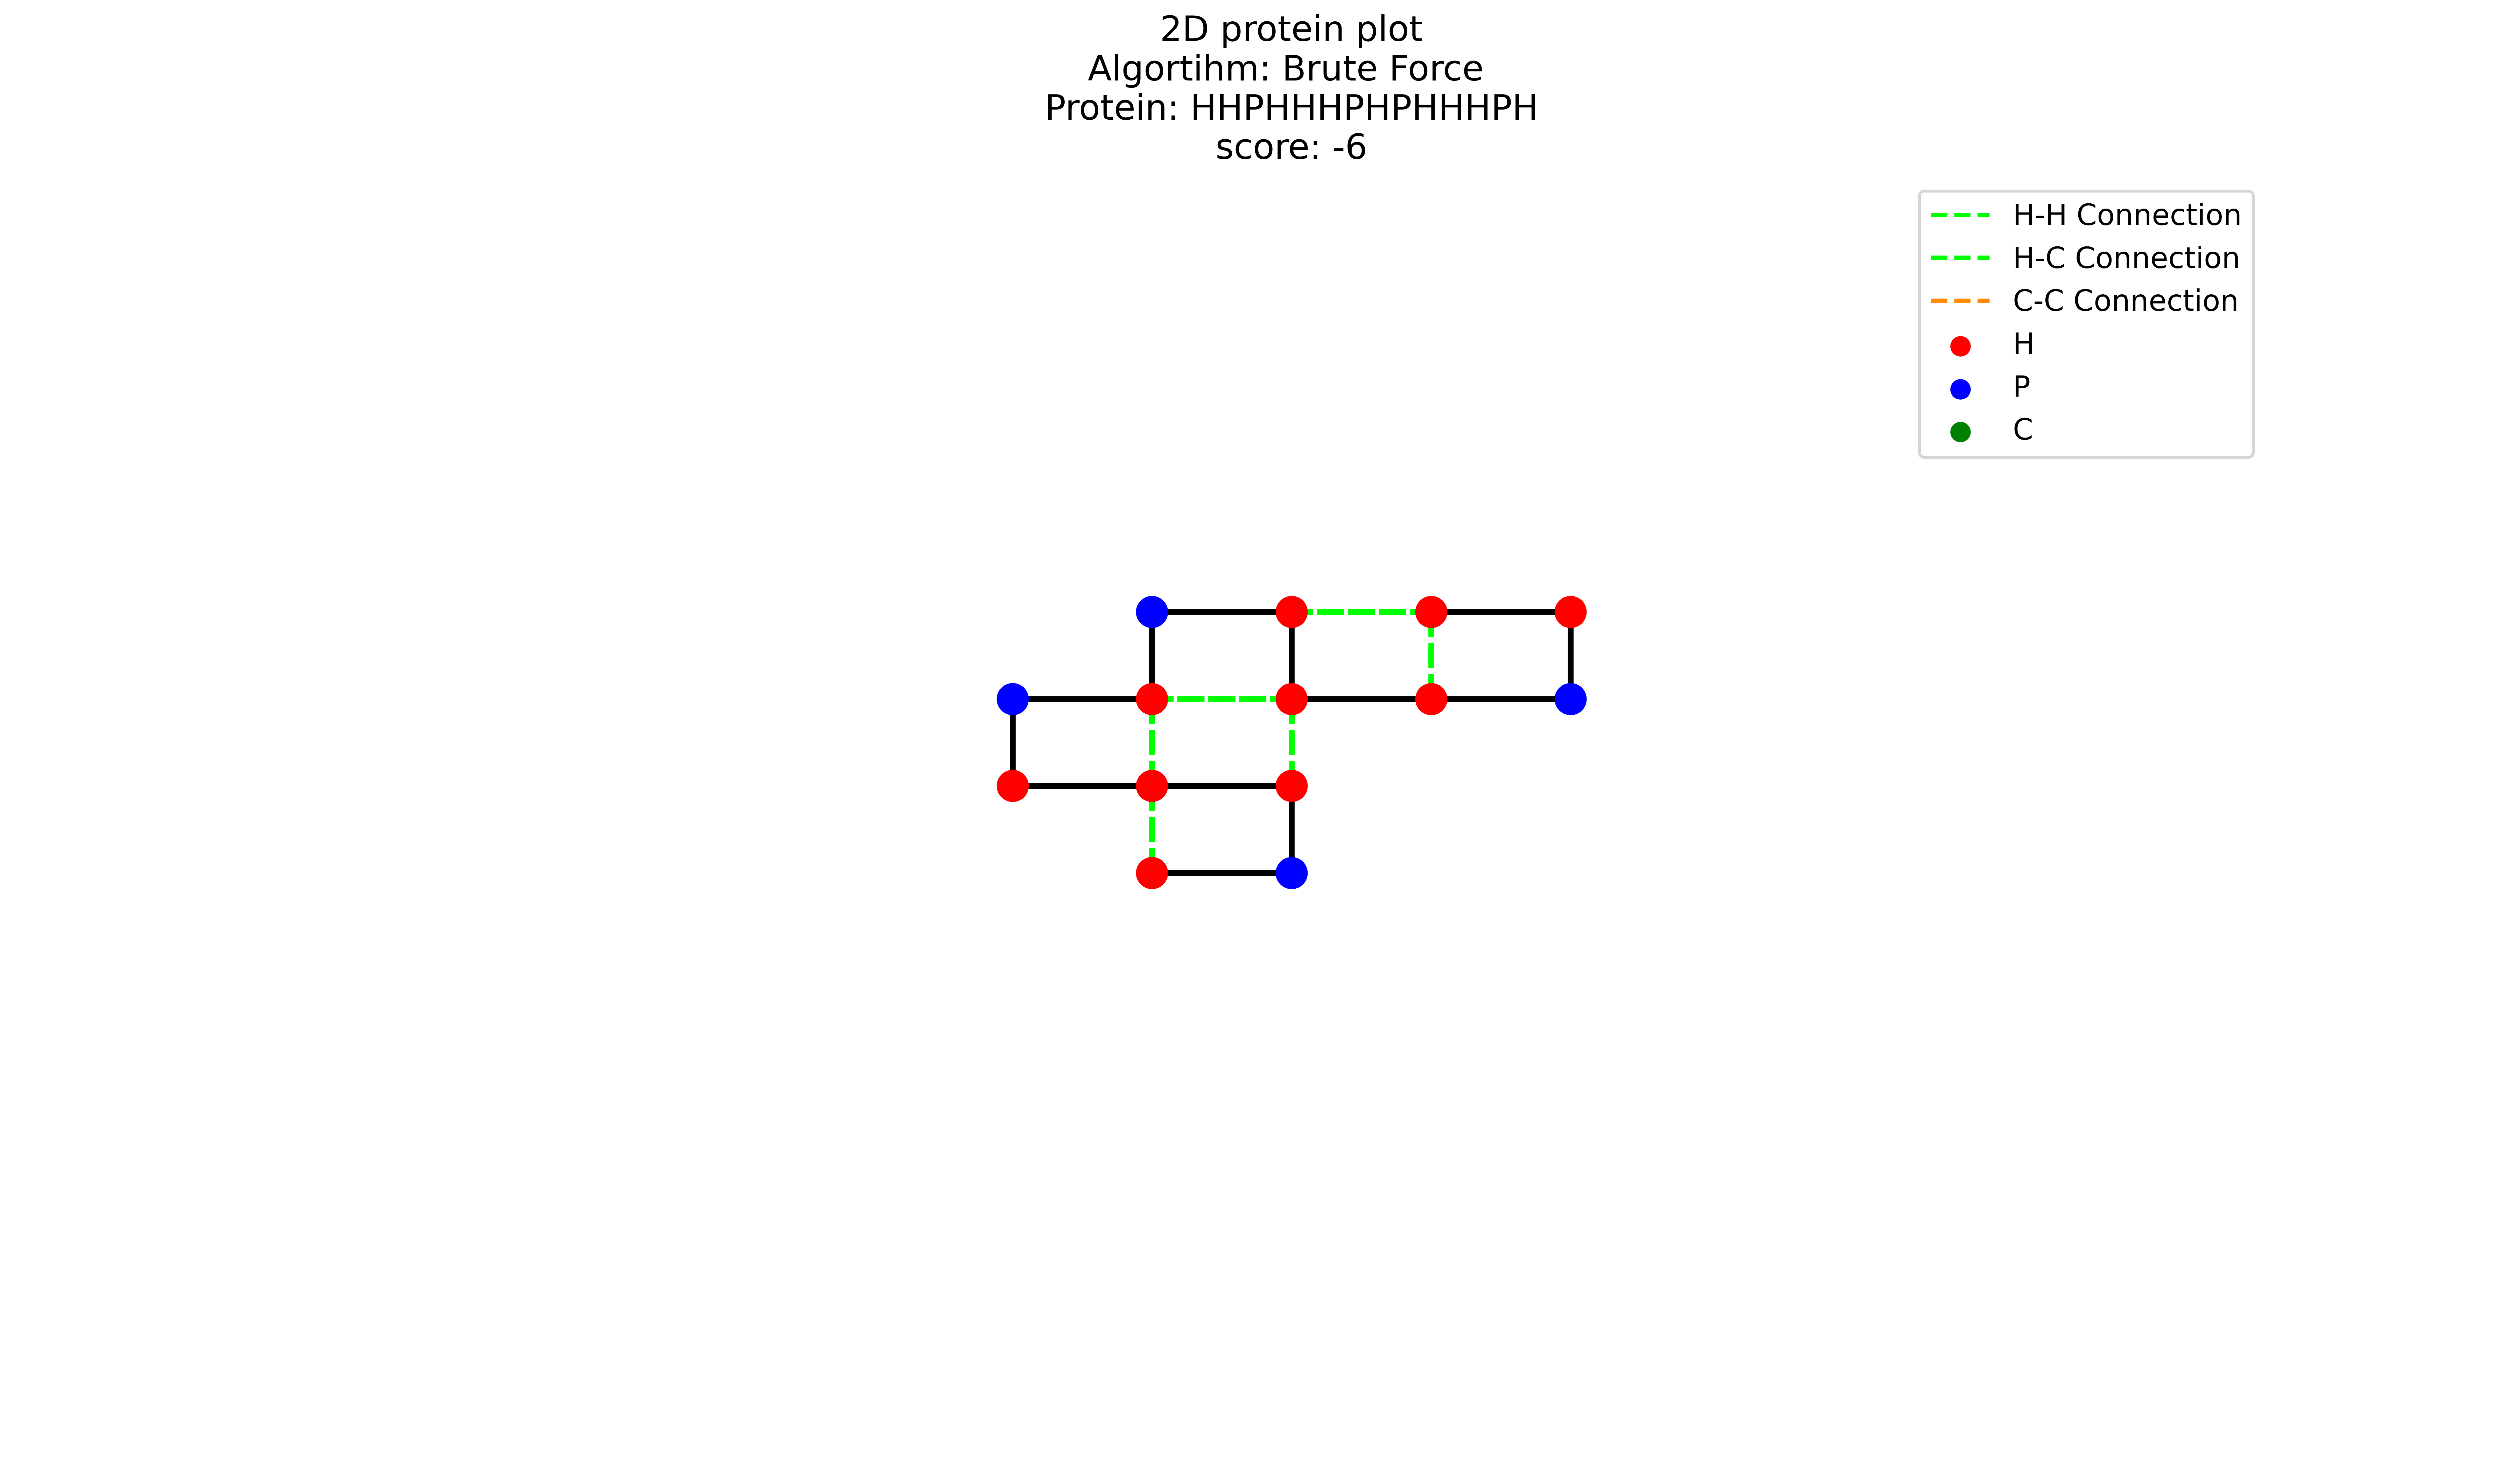 2D protein plot
Algortihm: Brute Force
Protein: HHPHHHPHPHHHPH
score: -6
H-H Connection
H-C Connection
C-C Connection
H
P
C